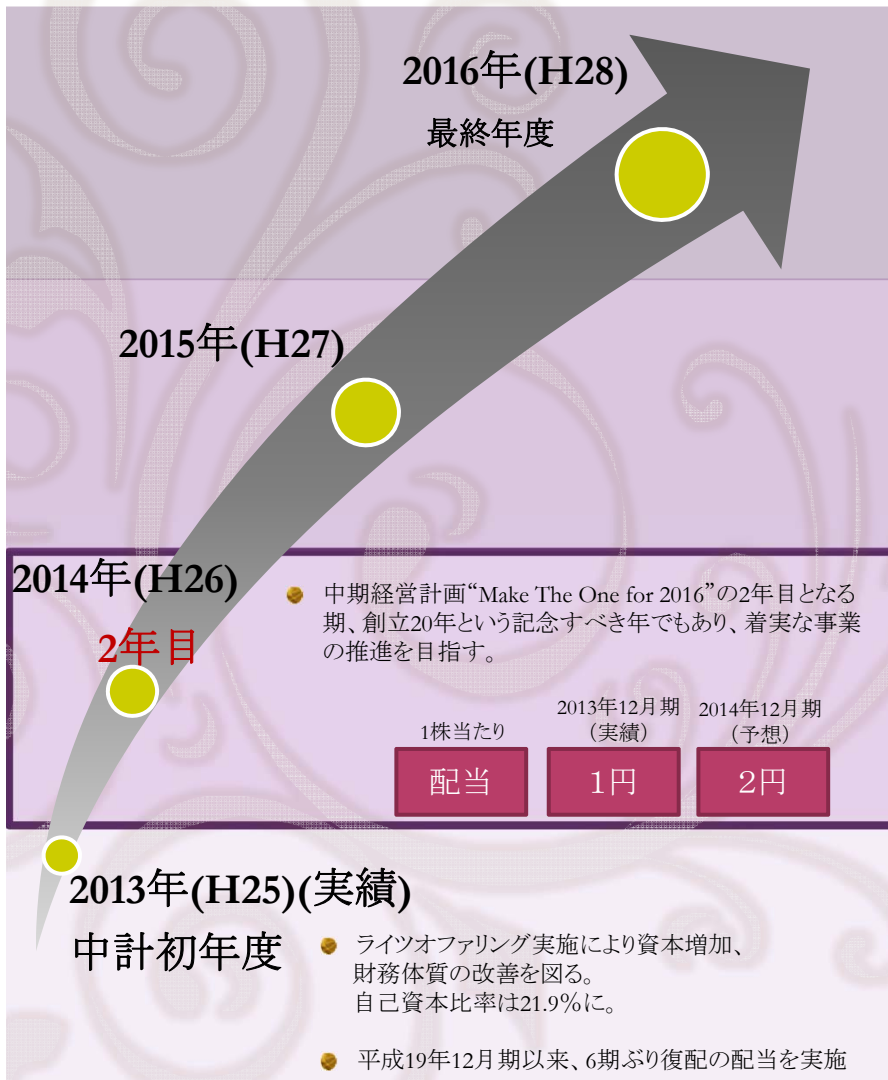 2016年(H28)
最終年度
2015年(H27)
2014年(H26)
2年目
中期経営計画“Make The One for 2016”の2年目となる
期、創立20年という記念すべき年でもあり、着実な事業
の推進を目指す。
1株当たり
2013年12月期
（実績）
2014年12月期
（予想）
配当
１円
２円
2013年(H25)(実績)
中計初年度
ライツオファリング実施により資本増加、
財務体質の改善を図る。
自己資本比率は21.9％に。
平成19年12月期以来、6期ぶり復配の配当を実施